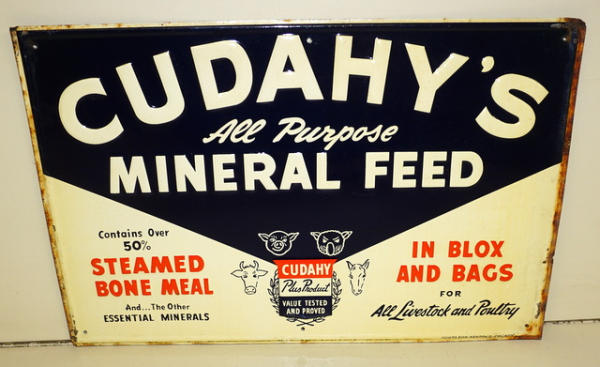 CUDAHY'S
All Purpose
MINERAL FEED
Contains Over
50%
STEAMED
BONE MEAL
And...The Other
ESSENTIAL MINERALS
CUDAHY
Plus Product
VALUE TESTED
AND PROVED
IN BLOX
AND BAGS
FOR
All Livestock and Poultry